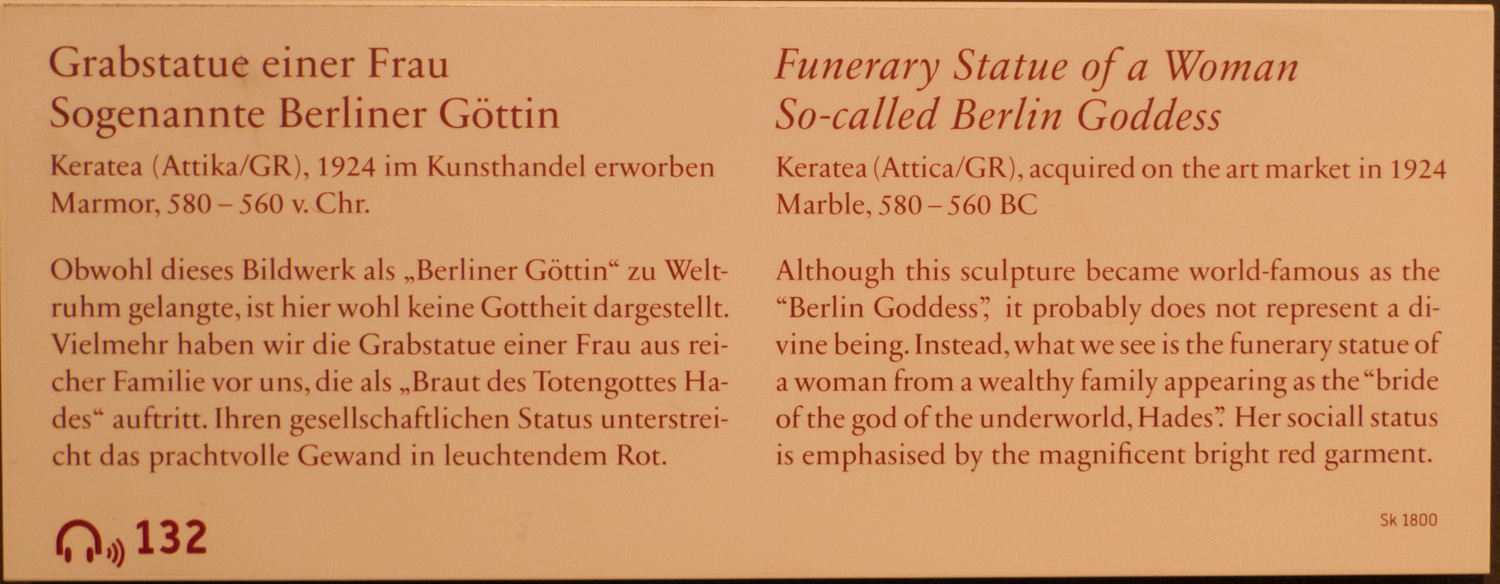 Grabstatue einer Frau
Sogenannte Berliner Göttin
Keratea (Attika/GR), 1924 im Kunsthandel erworben
Marmor, 580 – 560 v. Chr.
Obwohl dieses Bildwerk als „Berliner Göttin“ zu Welt-
ruhm gelangte, ist hier wohl keine Gottheit dargestellt.
Vielmehr haben wir die Grabstatue einer Frau aus rei-
cher Familie vor uns, die als „Braut des Totengottes Ha-
des“ auftritt. Ihren gesellschaftlichen Status unterstrei-
cht das prachtvolle Gewand in leuchtendem Rot.
132
Funerary Statue of a Woman
So-called Berlin Goddess
Keratea (Attica/GR), acquired on the art market in 1924
Marble, 580 – 560 BC
Although this sculpture became world-famous as the
“Berlin Goddess”, it probably does not represent a di-
vine being. Instead, what we see is the funerary statue of
a woman from a wealthy family appearing as the “bride
of the god of the underworld, Hades”. Her sociall status
is emphasised by the magnificent bright red garment.
Sk 1800